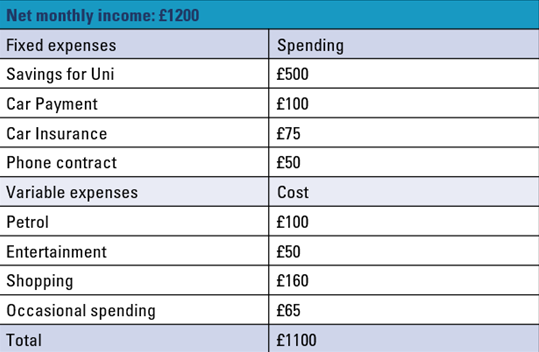 Net monthly income: £1200
Fixed expenses Spending
Savings for Uni £500
Car Payment £100
Car Insurance £75
Phone contract £50
Variable expenses Cost
Petrol £100
Entertainment £50
Shopping £160
Occasional spending £65
Total £1100